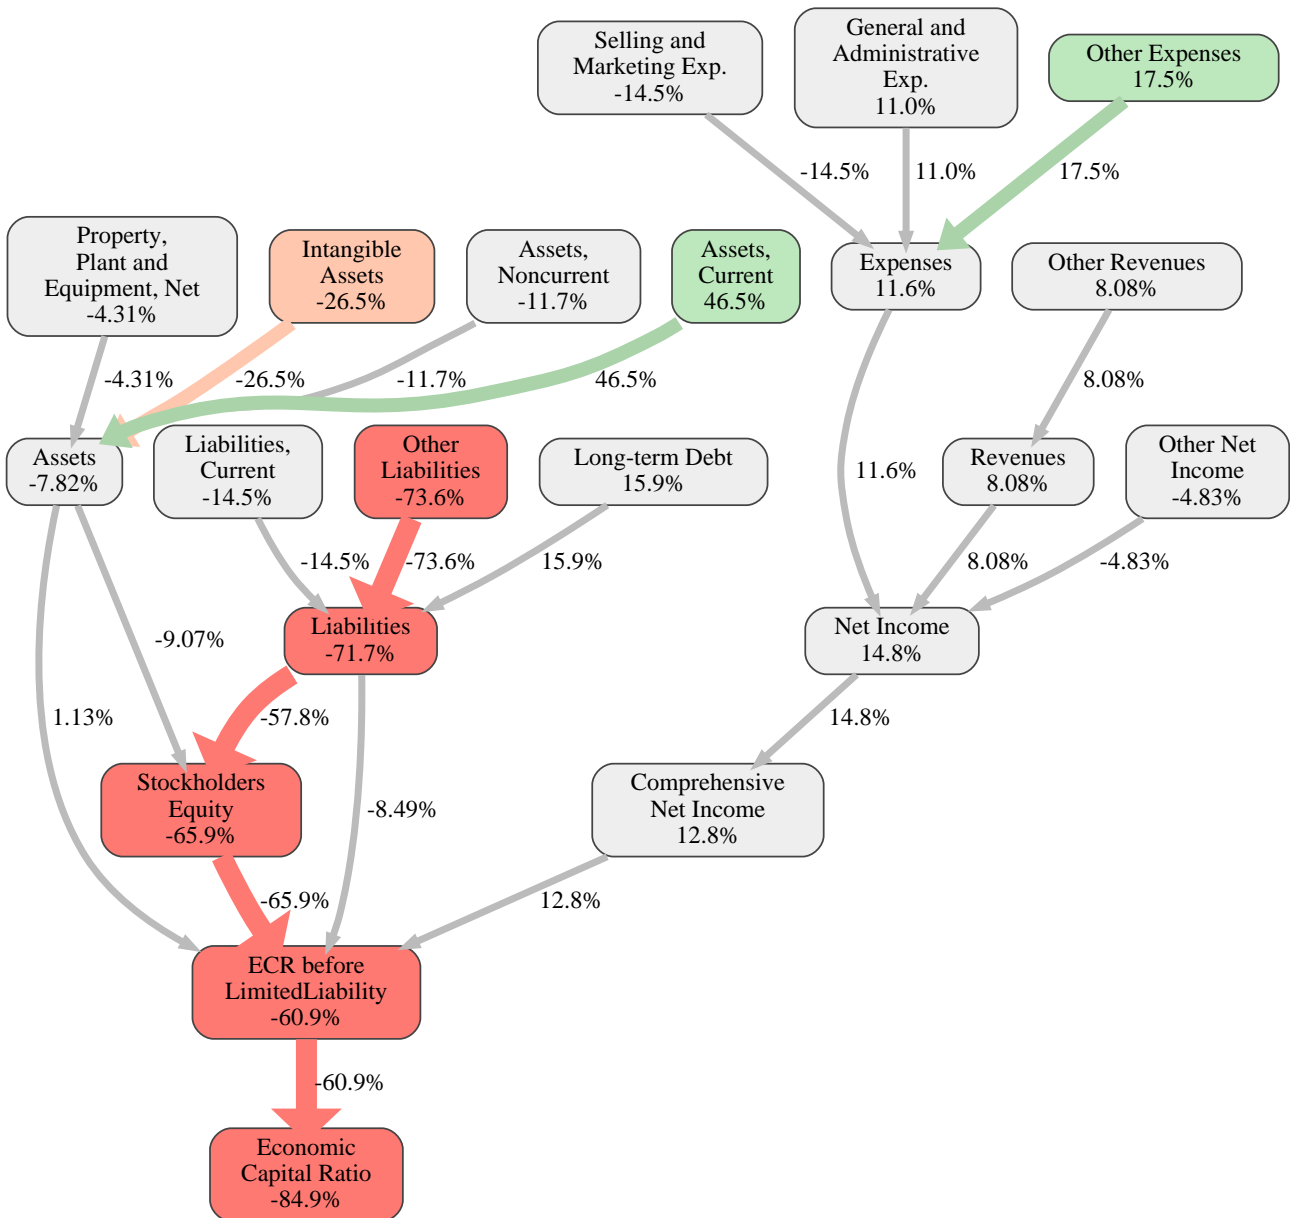 Selling and
Marketing Exp.
-14.5%
General and
Administrative
Exp.
11.0%
Other Expenses
17.5%
-14.5%
11.0%
17.5%
Property,
Plant and
Equipment, Net
-4.31%
Intangible
Assets
-26.5%
Assets,
Noncurrent
-11.7%
Assets,
Current
46.5%
Expenses
11.6%
Other Revenues
8.08%
-4.31%
-26.5%
-11.7%
46.5%
8.08%
Assets
-7.82%
Liabilities,
Current
-14.5%
Other
Liabilities
-73.6%
Long-term Debt
15.9%
11.6%
Revenues
8.08%
Other Net
Income
-4.83%
-14.5%
-73.6%
15.9%
8.08%
-4.83%
-9.07%
Liabilities
-71.7%
Net Income
14.8%
1.13%
-57.8%
14.8%
Stockholders
Equity
-65.9%
-8.49%
Comprehensive
Net Income
12.8%
-65.9%
12.8%
ECR before
LimitedLiability
-60.9%
-60.9%
Economic
Capital Ratio
-84.9%